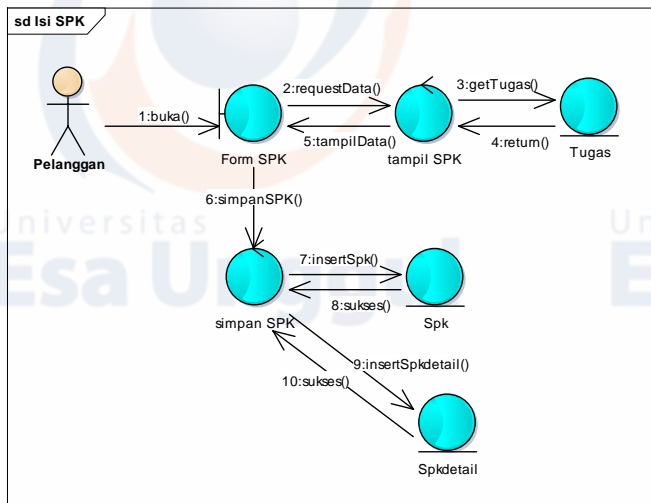 sd Isi SPK
Pelanggan
1:buka()
Form SPK
2:requestData()
5:tampilData()
tampil SPK
3:getTugas()
4:return()
Tugas
6:simpanSPK()
simpan SPK
7:insertSpk()
8:sukses()
Spk
9:insertSpkdetail()
10:sukses()
Spkdetail
Universitas
Esa Unggul
Un
E